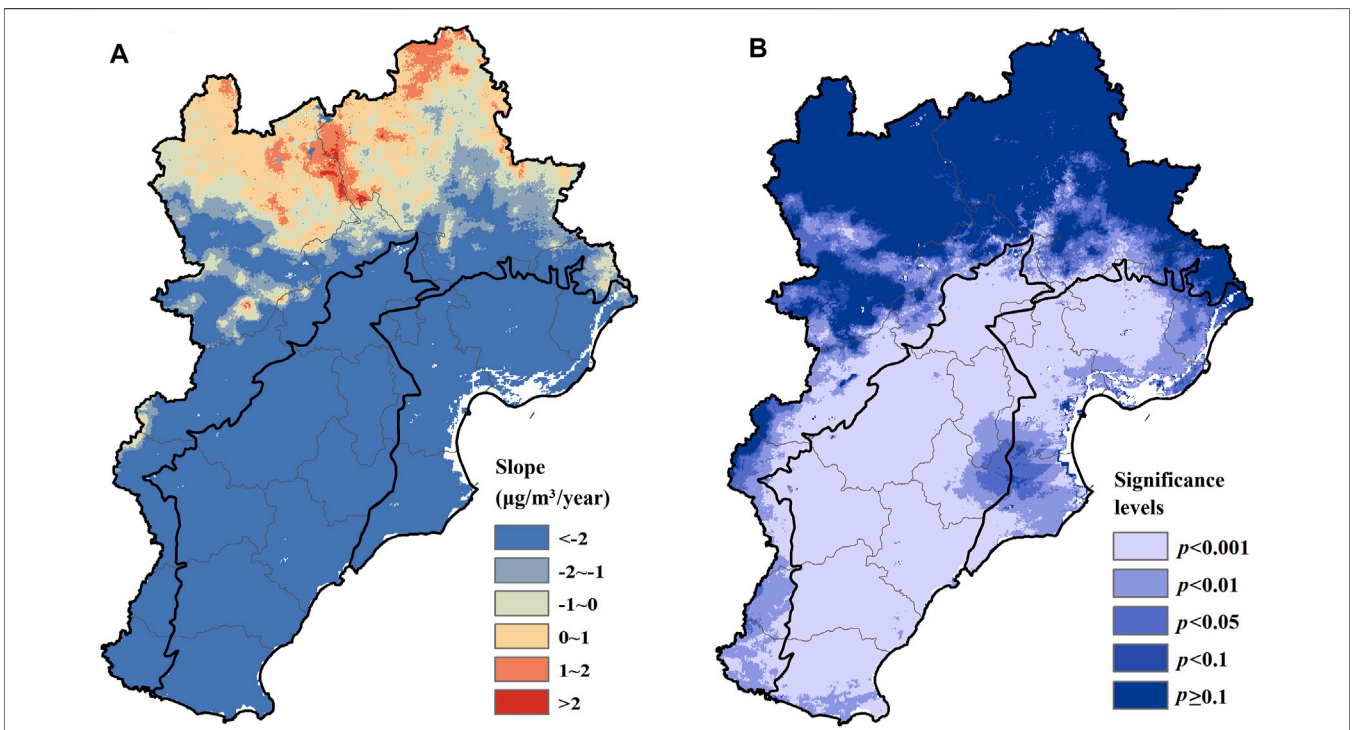 A
B
Slope
(µg/m³/year)
<-2
-2~-1
-1~0
0~1
1~2
>2
Significance
levels
p<0.001
p<0.01
p<0.05
p<0.1
p≥0.1